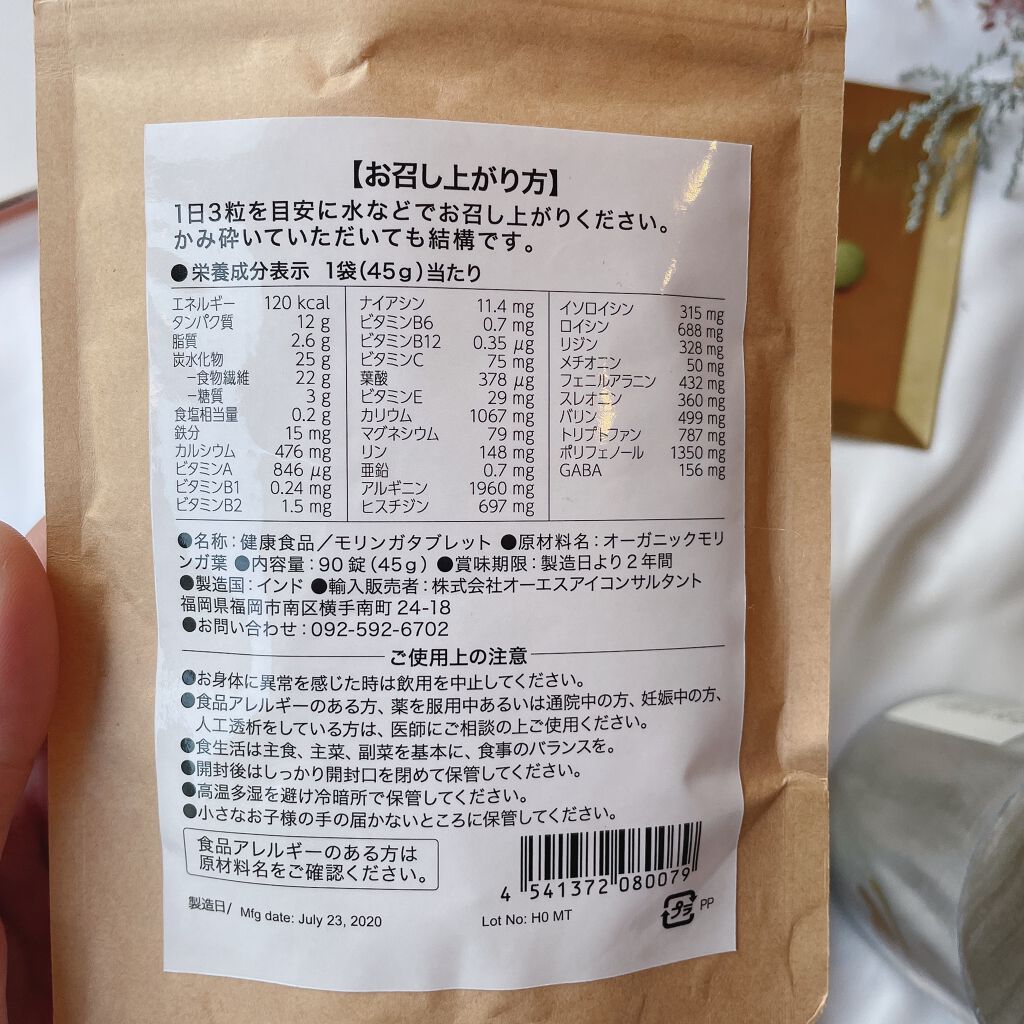 【お召し上がり方】
1日3粒を目安に水などでお召し上がりください。
かみ砕いていただいても結構です。
●栄養成分表示 1袋(45g)当たり
エネルギー 120 kcal
タンパク質 12 g
脂質 2.6 g
炭水化物 25 g
−食物繊維 22 g
−糖質 3 g
食塩相当量 0.2 g
鉄分 15 mg
カルシウム 476 mg
ビタミンA 846 μg
ビタミンB1 0.24 mg
ビタミンB2 1.5 mg
ナイアシン 11.4 mg
ビタミンB6 0.7 mg
ビタミンB12 0.35 μg
ビタミンC 75 mg
葉酸 378 μg
ビタミンE 29 mg
カリウム 1067 mg
マグネシウム 79 mg
リン 148 mg
亜鉛 0.7 mg
アルギニン 1960 mg
ヒスチジン 697 mg
イソロイシン 315 mg
ロイシン 688 mg
リジン 328 mg
メチオニン 50 mg
フェニルアラニン 432 mg
スレオニン 360 mg
バリン 499 mg
トリプトファン 787 mg
ポリフェノール 1350 mg
GABA 156 mg
●名称:健康食品/モリンガタブレット ●原材料名:オーガニックモリ
ンガ葉 ●内容量:90錠(45g) ●賞味期限:製造日より2年間
●製造国:インド ●輸入販売者:株式会社オーエスアイコンサルタント
福岡県福岡市南区横手南町24-18
●お問い合わせ:092-592-6702
ご使用上の注意
●お身体に異常を感じた時は飲用を中止してください。
●食品アレルギーのある方、薬を服用中あるいは通院中の方、妊娠中の方、
人工透析をしている方は、医師にご相談の上ご使用ください。
●食生活は主食、主菜、副菜を基本に、食事のバランスを。
●開封後はしっかり開封口を閉めて保管してください。
●高温多湿を避け冷暗所で保管してください。
●小さなお子様の手の届かないところに保管してください。
食品アレルギーのある方は
原材料名をご確認ください。
4 541372 080079
製造日/ Mfg date: July 23, 2020
Lot No: H0 MT
プラ PP